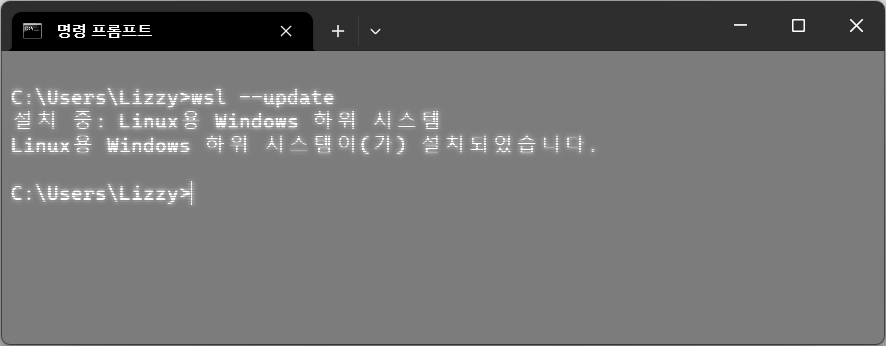 명령 프롬프트
C:\Users\Lizzy>wsl --update
설치 중: Linux용 Windows 하위 시스템
Linux용 Windows 하위 시스템이(가) 설치되었습니다.
C:\Users\Lizzy>